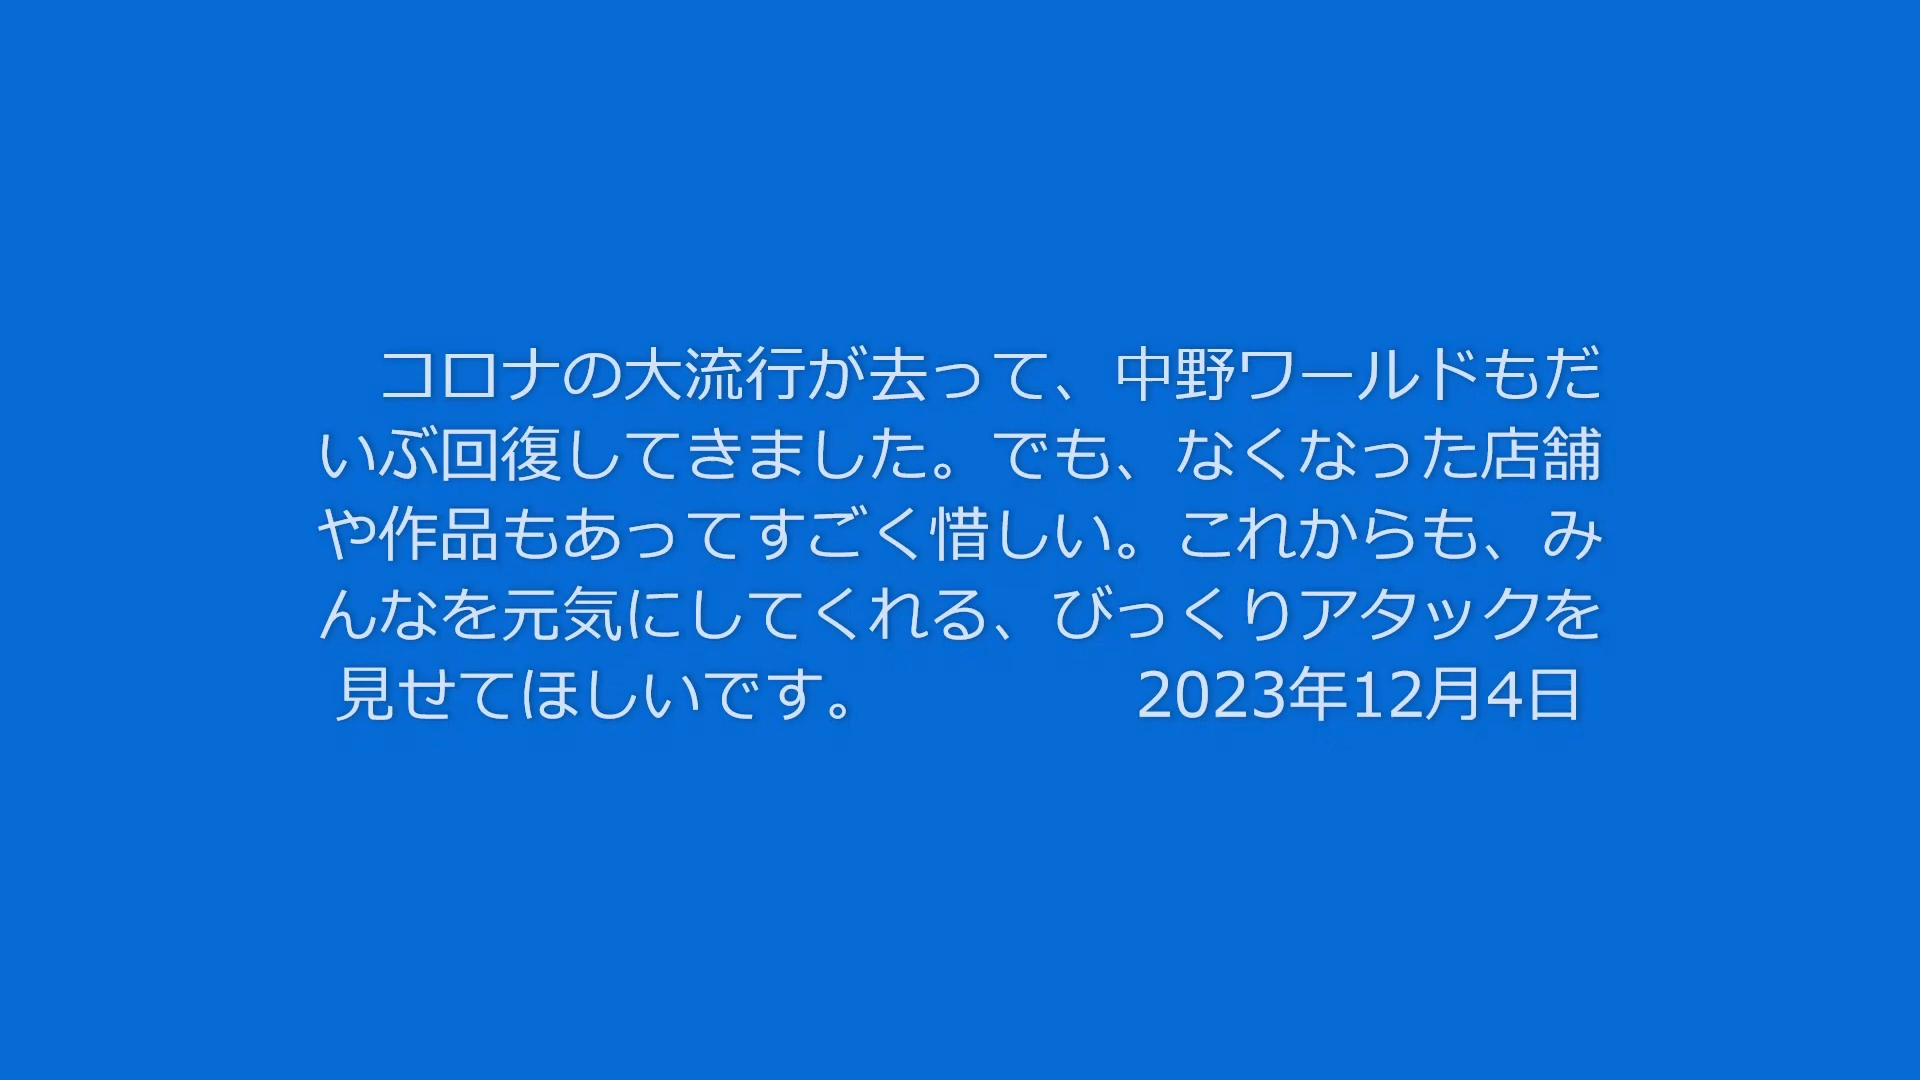 コロナの大流行が去って、中野ワールドもだ
いぶ回復してきました。でも、なくなった店舗
や作品もあってすごく惜しい。これからも、み
んなを元気にしてくれる、びっくりアタックを
見せてほしいです。　　　　　2023年12月4日